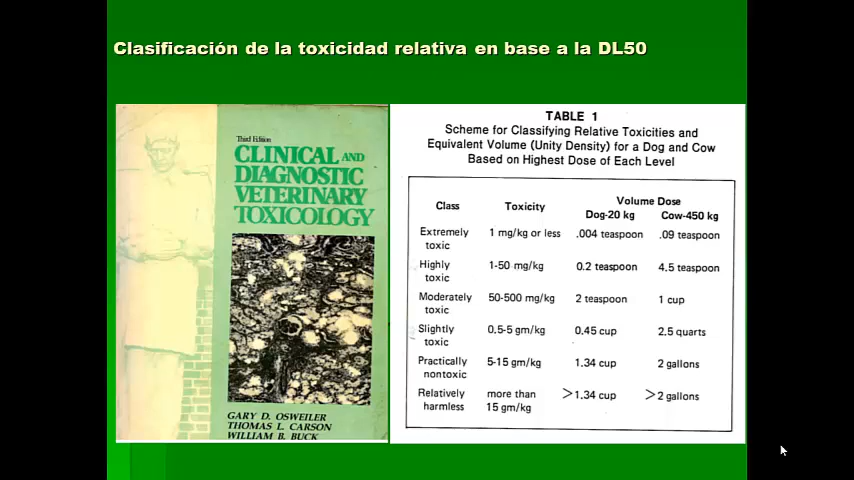 Clasificación de la toxicidad relativa en base a la DL50
Third Edition
CLINICAL AND
DIAGNOSTIC
VETERINARY
TOXICOLOGY
GARY D. OSWEILER
THOMAS L. CARSON
WILLIAM B. BUCK
TABLE 1
Scheme for Classifying Relative Toxicities and
Equivalent Volume (Unity Density) for a Dog and Cow
Based on Highest Dose of Each Level
Volume Dose
Class Toxicity Dog-20 kg Cow-450 kg
Extremely toxic 1 mg/kg or less .004 teaspoon .09 teaspoon
Highly toxic 1-50 mg/kg 0.2 teaspoon 4.5 teaspoon
Moderately toxic 50-500 mg/kg 2 teaspoon 1 cup
Slightly toxic 0.5-5 gm/kg 0.45 cup 2.5 quarts
Practically nontoxic 5-15 gm/kg 1.34 cup 2 gallons
Relatively harmless more than 15 gm/kg >1.34 cup >2 gallons